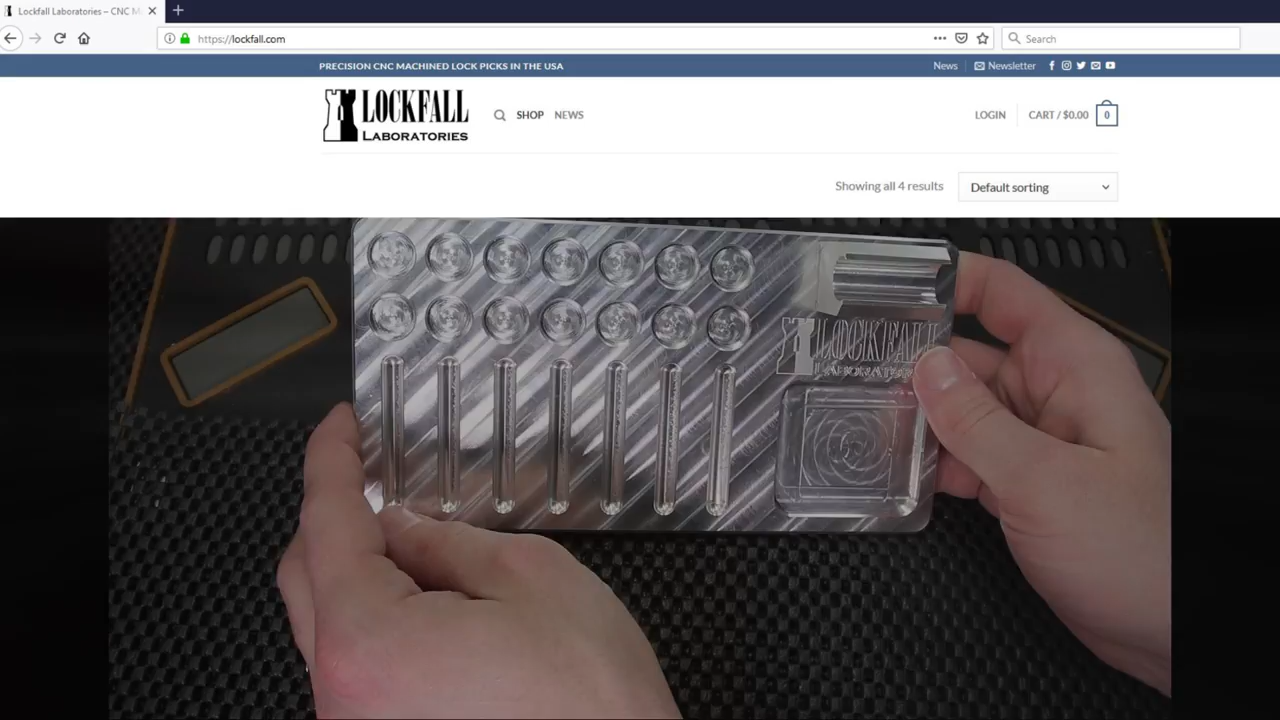 Lockfall Laboratories – CNC M
https://lockfall.com
Search
PRECISION CNC MACHINED LOCK PICKS IN THE USA
News
Newsletter
LOCKFALL
LABORATORIES
SHOP
NEWS
LOGIN
CART / $0.00
0
Showing all 4 results
Default sorting
LOCKFALL
LABORATORIES